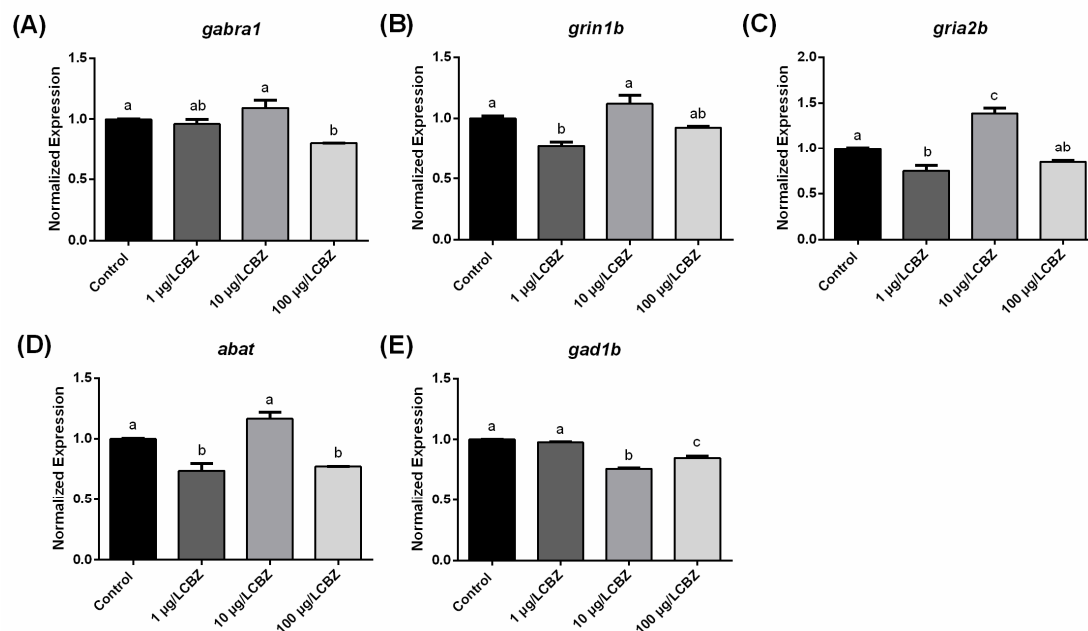 (A)
gabra1
Normalized Expression
1.5
1.0
0.5
0.0
a
ab
a
b
Control
1 µg/LCBZ
10 µg/LCBZ
100 µg/LCBZ
(B)
grin1b
Normalized Expression
1.5
1.0
0.5
0.0
a
b
a
ab
Control
1 µg/LCBZ
10 µg/LCBZ
100 µg/LCBZ
(C)
gria2b
Normalized Expression
2.0
1.5
1.0
0.5
0.0
a
b
c
ab
Control
1 µg/LCBZ
10 µg/LCBZ
100 µg/LCBZ
(D)
abat
Normalized Expression
1.5
1.0
0.5
0.0
a
b
a
b
Control
1 µg/LCBZ
10 µg/LCBZ
100 µg/LCBZ
(E)
gad1b
Normalized Expression
1.5
1.0
0.5
0.0
a
a
b
c
Control
1 µg/LCBZ
10 µg/LCBZ
100 µg/LCBZ